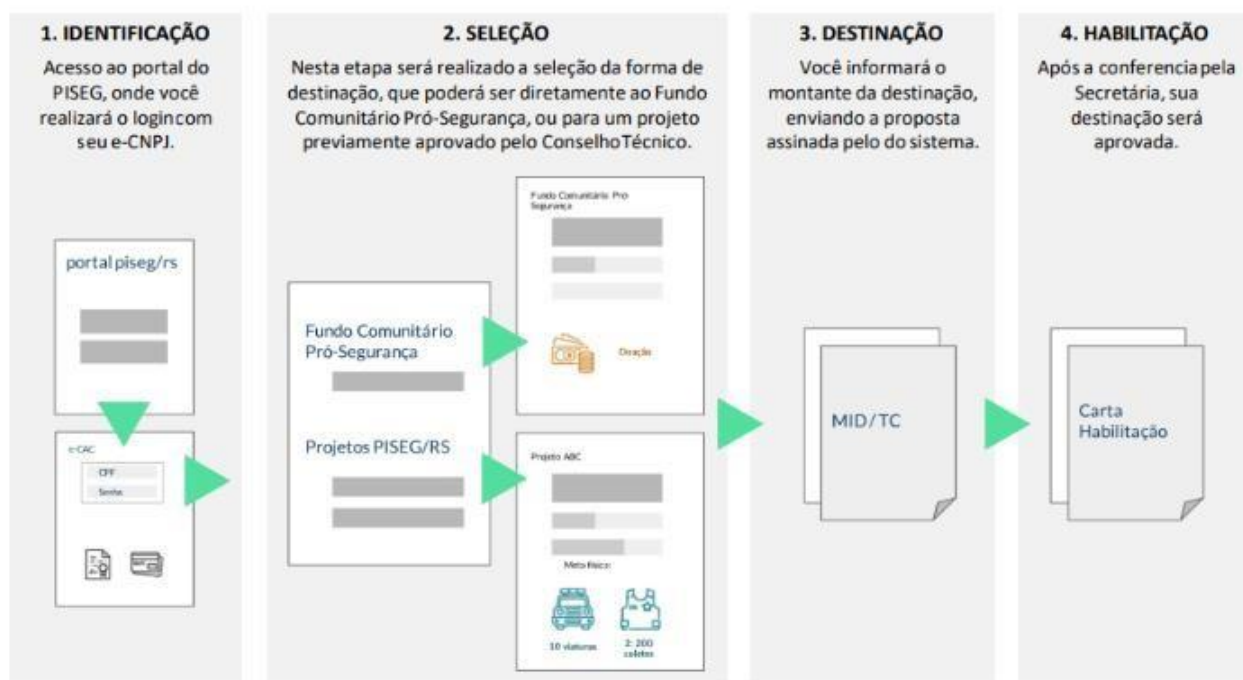 1. IDENTIFICAÇÃO
Acesso ao portal do
PISEG, onde você
realizará o logincom
seu e-CNPJ.
portal piseg/rs
e-CAC
CPF
Senha
2. SELEÇÃO
Nesta etapa será realizado a seleção da forma de
destinação, que poderá ser diretamente ao Fundo
Comunitário Pró-Segurança, ou para um projeto
previamente aprovado pelo Conselho Técnico.
Fundo Comunitário
Pró-Segurança
Projetos PISEG/RS
Fundo Comunitário Pró-
Segurança
Doação
Projeto ABC
Meta física:
10 viaturas
2: 200
coletes
3. DESTINAÇÃO
Você informará o
montante da destinação,
enviando a proposta
assinada pelo do sistema.
MID/TC
4. HABILITAÇÃO
Após a conferencia pela
Secretária, sua
destinação será
aprovada.
Carta
Habilitação